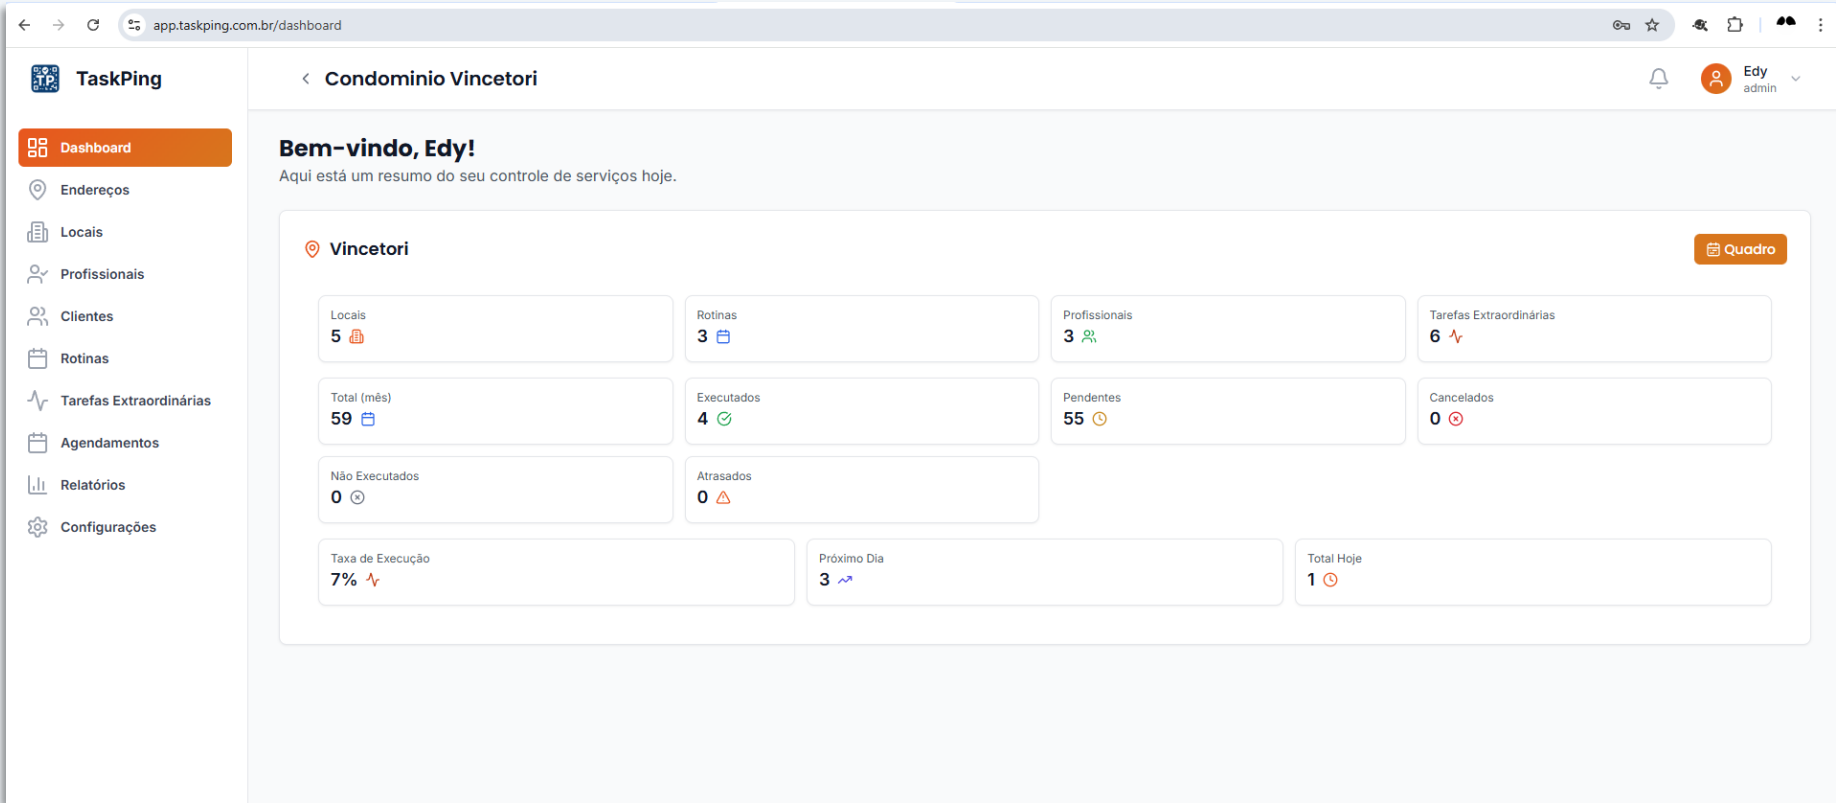 app.taskping.com.br/dashboard
TP
TaskPing
Condominio Vincetori
Edy
admin
Dashboard
Endereços
Locais
Profissionais
Clientes
Rotinas
Tarefas Extraordinárias
Agendamentos
Relatórios
Configurações
Bem-vindo, Edy!
Aqui está um resumo do seu controle de serviços hoje.
Vincetori
Quadro
Locais
5
Rotinas
3
Profissionais
3
Tarefas Extraordinárias
6
Total (mês)
59
Executados
4
Pendentes
55
Cancelados
0
Não Executados
0
Atrasados
0
Taxa de Execução
7%
Próximo Dia
3
Total Hoje
1